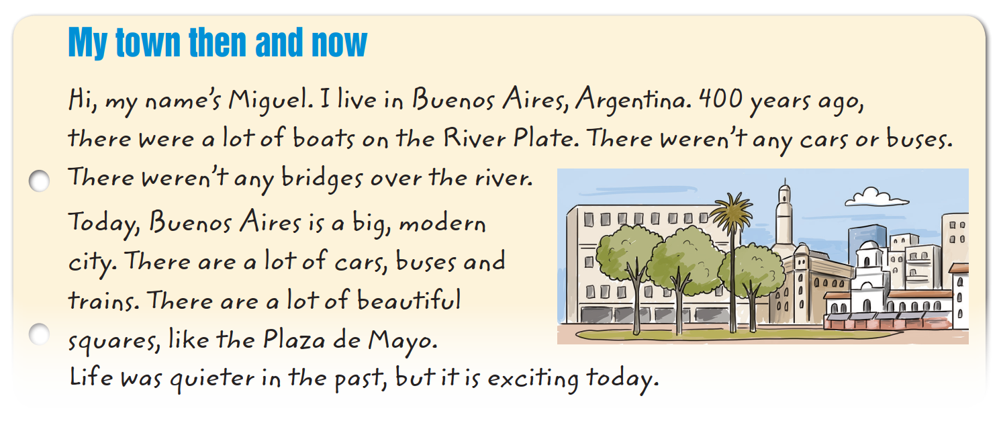 My town then and now
Hi, my name's Miguel. I live in Buenos Aires, Argentina. 400 years ago,
there were a lot of boats on the River Plate. There weren't any cars or buses.
There weren't any bridges over the river.
Today, Buenos Aires is a big, modern
city. There are a lot of cars, buses and
trains. There are a lot of beautiful
squares, like the Plaza de Mayo.
Life was quieter in the past, but it is exciting today.